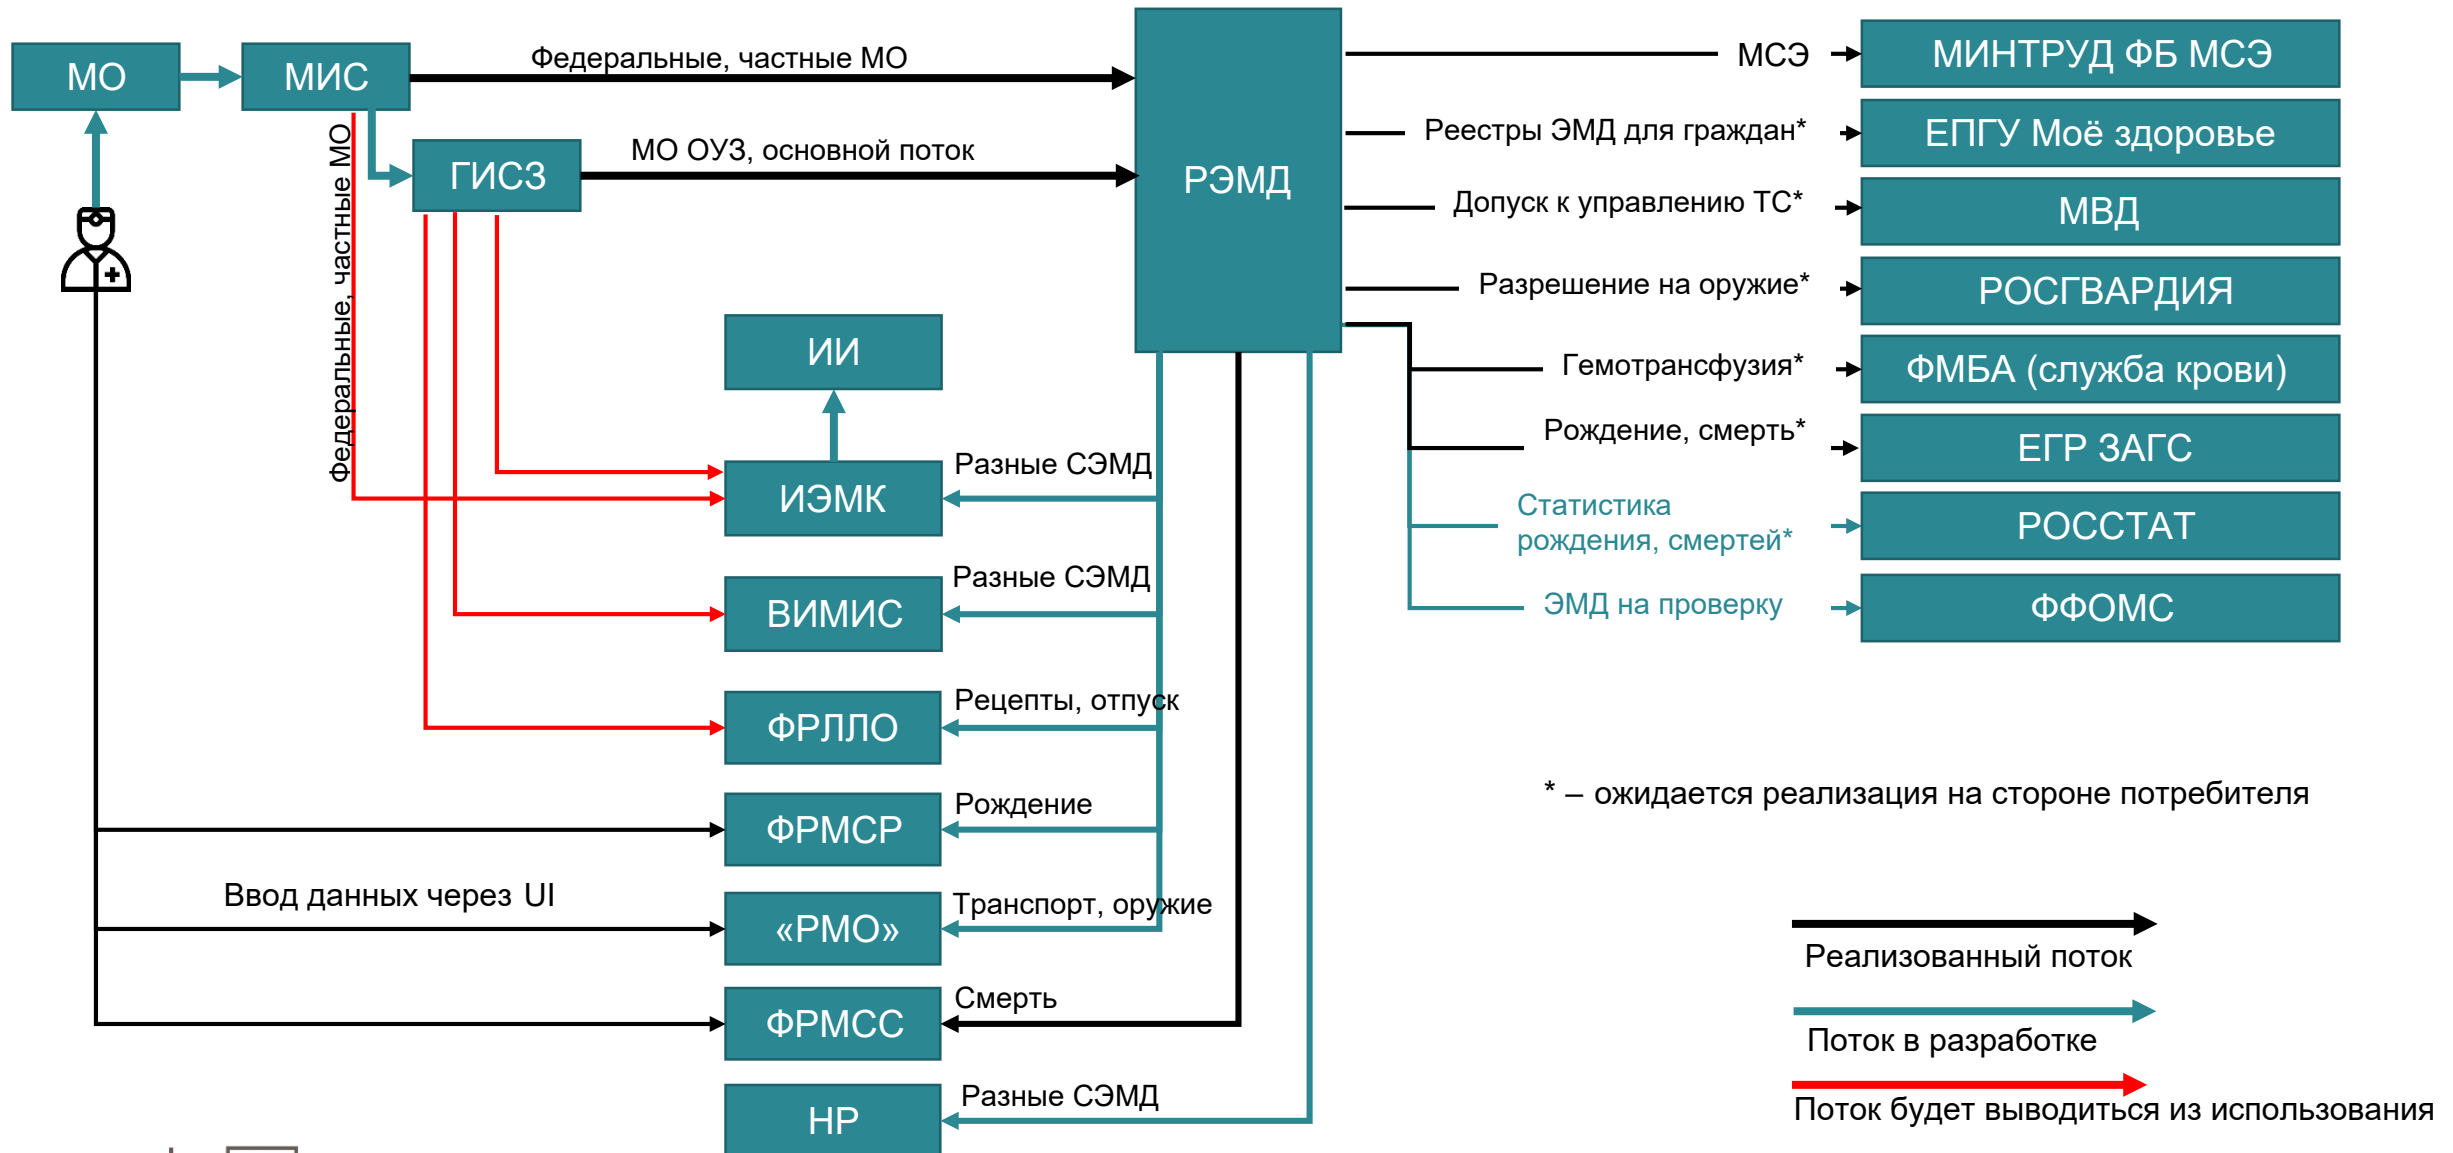 МО
МИС
Федеральные, частные МО
ГИСЗ
МО ОУЗ, основной поток
Федеральные, частные МО
РЭМД
МСЭ
МИНТРУД ФБ МСЭ
Реестры ЭМД для граждан*
ЕПГУ Моё здоровье
Допуск к управлению ТС*
МВД
Разрешение на оружие*
РОСГВАРДИЯ
Гемотрансфузия*
ФМБА (служба крови)
Рождение, смерть*
ЕГР ЗАГС
Статистика
рождения, смертей*
РОССТАТ
ЭМД на проверку
ФФОМС
ИИ
ИЭМК
Разные СЭМД
ВИМИС
Разные СЭМД
ФРЛЛО
Рецепты, отпуск
ФРМСР
Рождение
Ввод данных через UI
«РМО»
Транспорт, оружие
ФРМСС
Смерть
НР
Разные СЭМД
* – ожидается реализация на стороне потребителя
Реализованный поток
Поток в разработке
Поток будет выводиться из использования